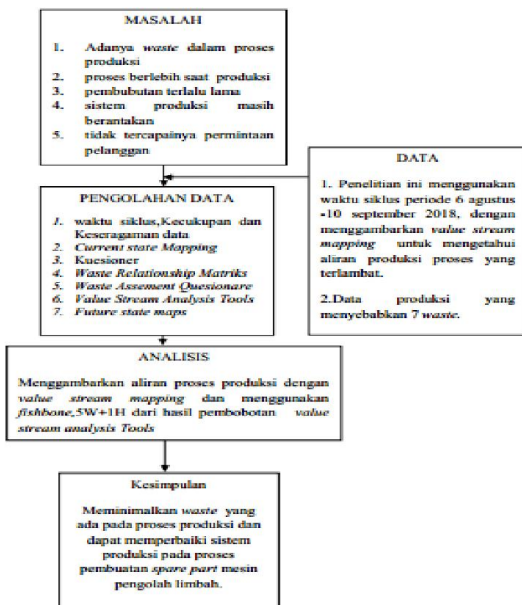 MASALAH
1. Adanya waste dalam proses
produksi
2. proses berlebih saat produksi
3. pembubutan terlalu lama
4. sistem produksi masih
berantakan
5. tidak tercapainya permintaan
pelanggan
DATA
1. Penelitian ini menggunakan
waktu siklus periode 6 agustus
-10 september 2018, dengan
menggambarkan value stream
mapping untuk mengetahui
aliran produksi proses yang
terlambat.
2.Data produksi yang
menyebabkan 7 waste.
PENGOLAHAN DATA
1. waktu siklus,Kecukupan dan
Keseragaman data
2. Current state Mapping
3. Kuesioner
4. Waste Relationship Matriks
5. Waste Assement Quesionare
6. Value Stream Analysis Tools
7. Future state maps
ANALISIS
Menggambarkan aliran proses produksi dengan
value stream mapping dan menggunakan
fishbone,5W+1H dari hasil pembobotan value
stream analysis Tools
Kesimpulan
Meminimalkan waste yang
ada pada proses produksi dan
dapat memperbaiki sistem
produksi pada proses
pembuatan spare part mesin
pengolah limbah.